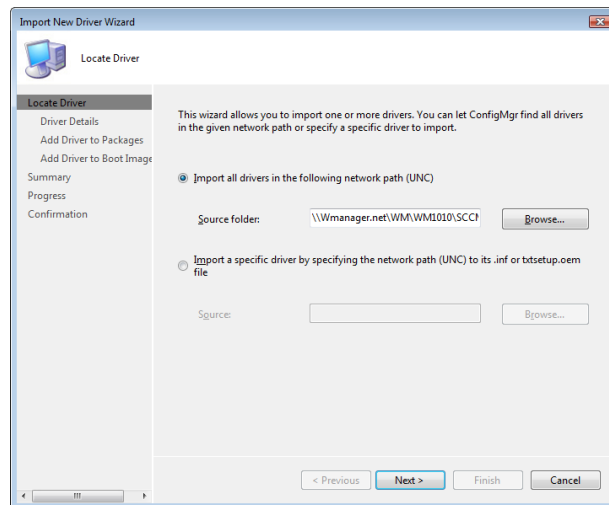 Import New Driver Wizard
Locate Driver
Locate Driver
Driver Details
Add Driver to Packages
Add Driver to Boot Image
Summary
Progress
Confirmation
This wizard allows you to import one or more drivers. You can let ConfigMgr find all drivers
in the given network path or specify a specific driver to import.
Import all drivers in the following network path (UNC)
Source folder:
\\Wmanager.net\WM\WM1010\SCCM
Browse...
Import a specific driver by specifying the network path (UNC) to its .inf or txtsetup.oem
file
Source:
Browse...
< Previous
Next >
Finish
Cancel